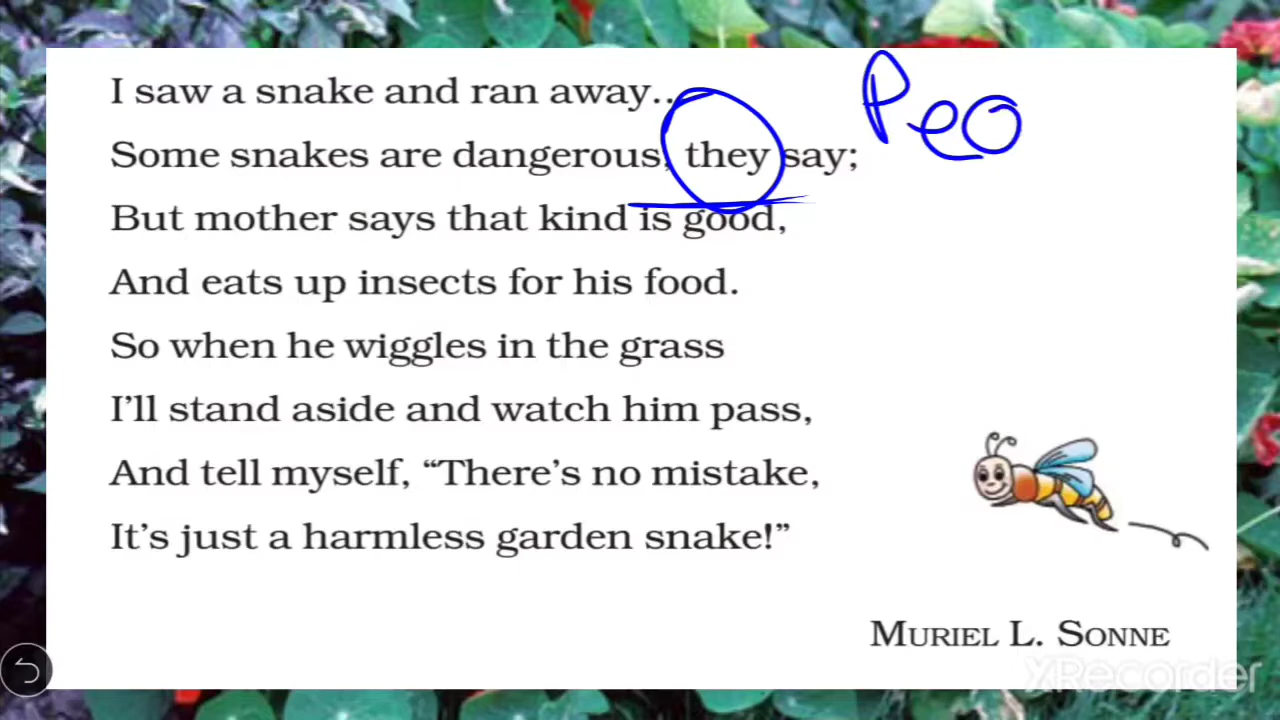 I saw a snake and ran away...
Some snakes are dangerous, they say;
But mother says that kind is good,
And eats up insects for his food.
So when he wiggles in the grass
I'll stand aside and watch him pass,
And tell myself, “There's no mistake,
It's just a harmless garden snake!”
Peo
MURIEL L. SONNE
XRecorder